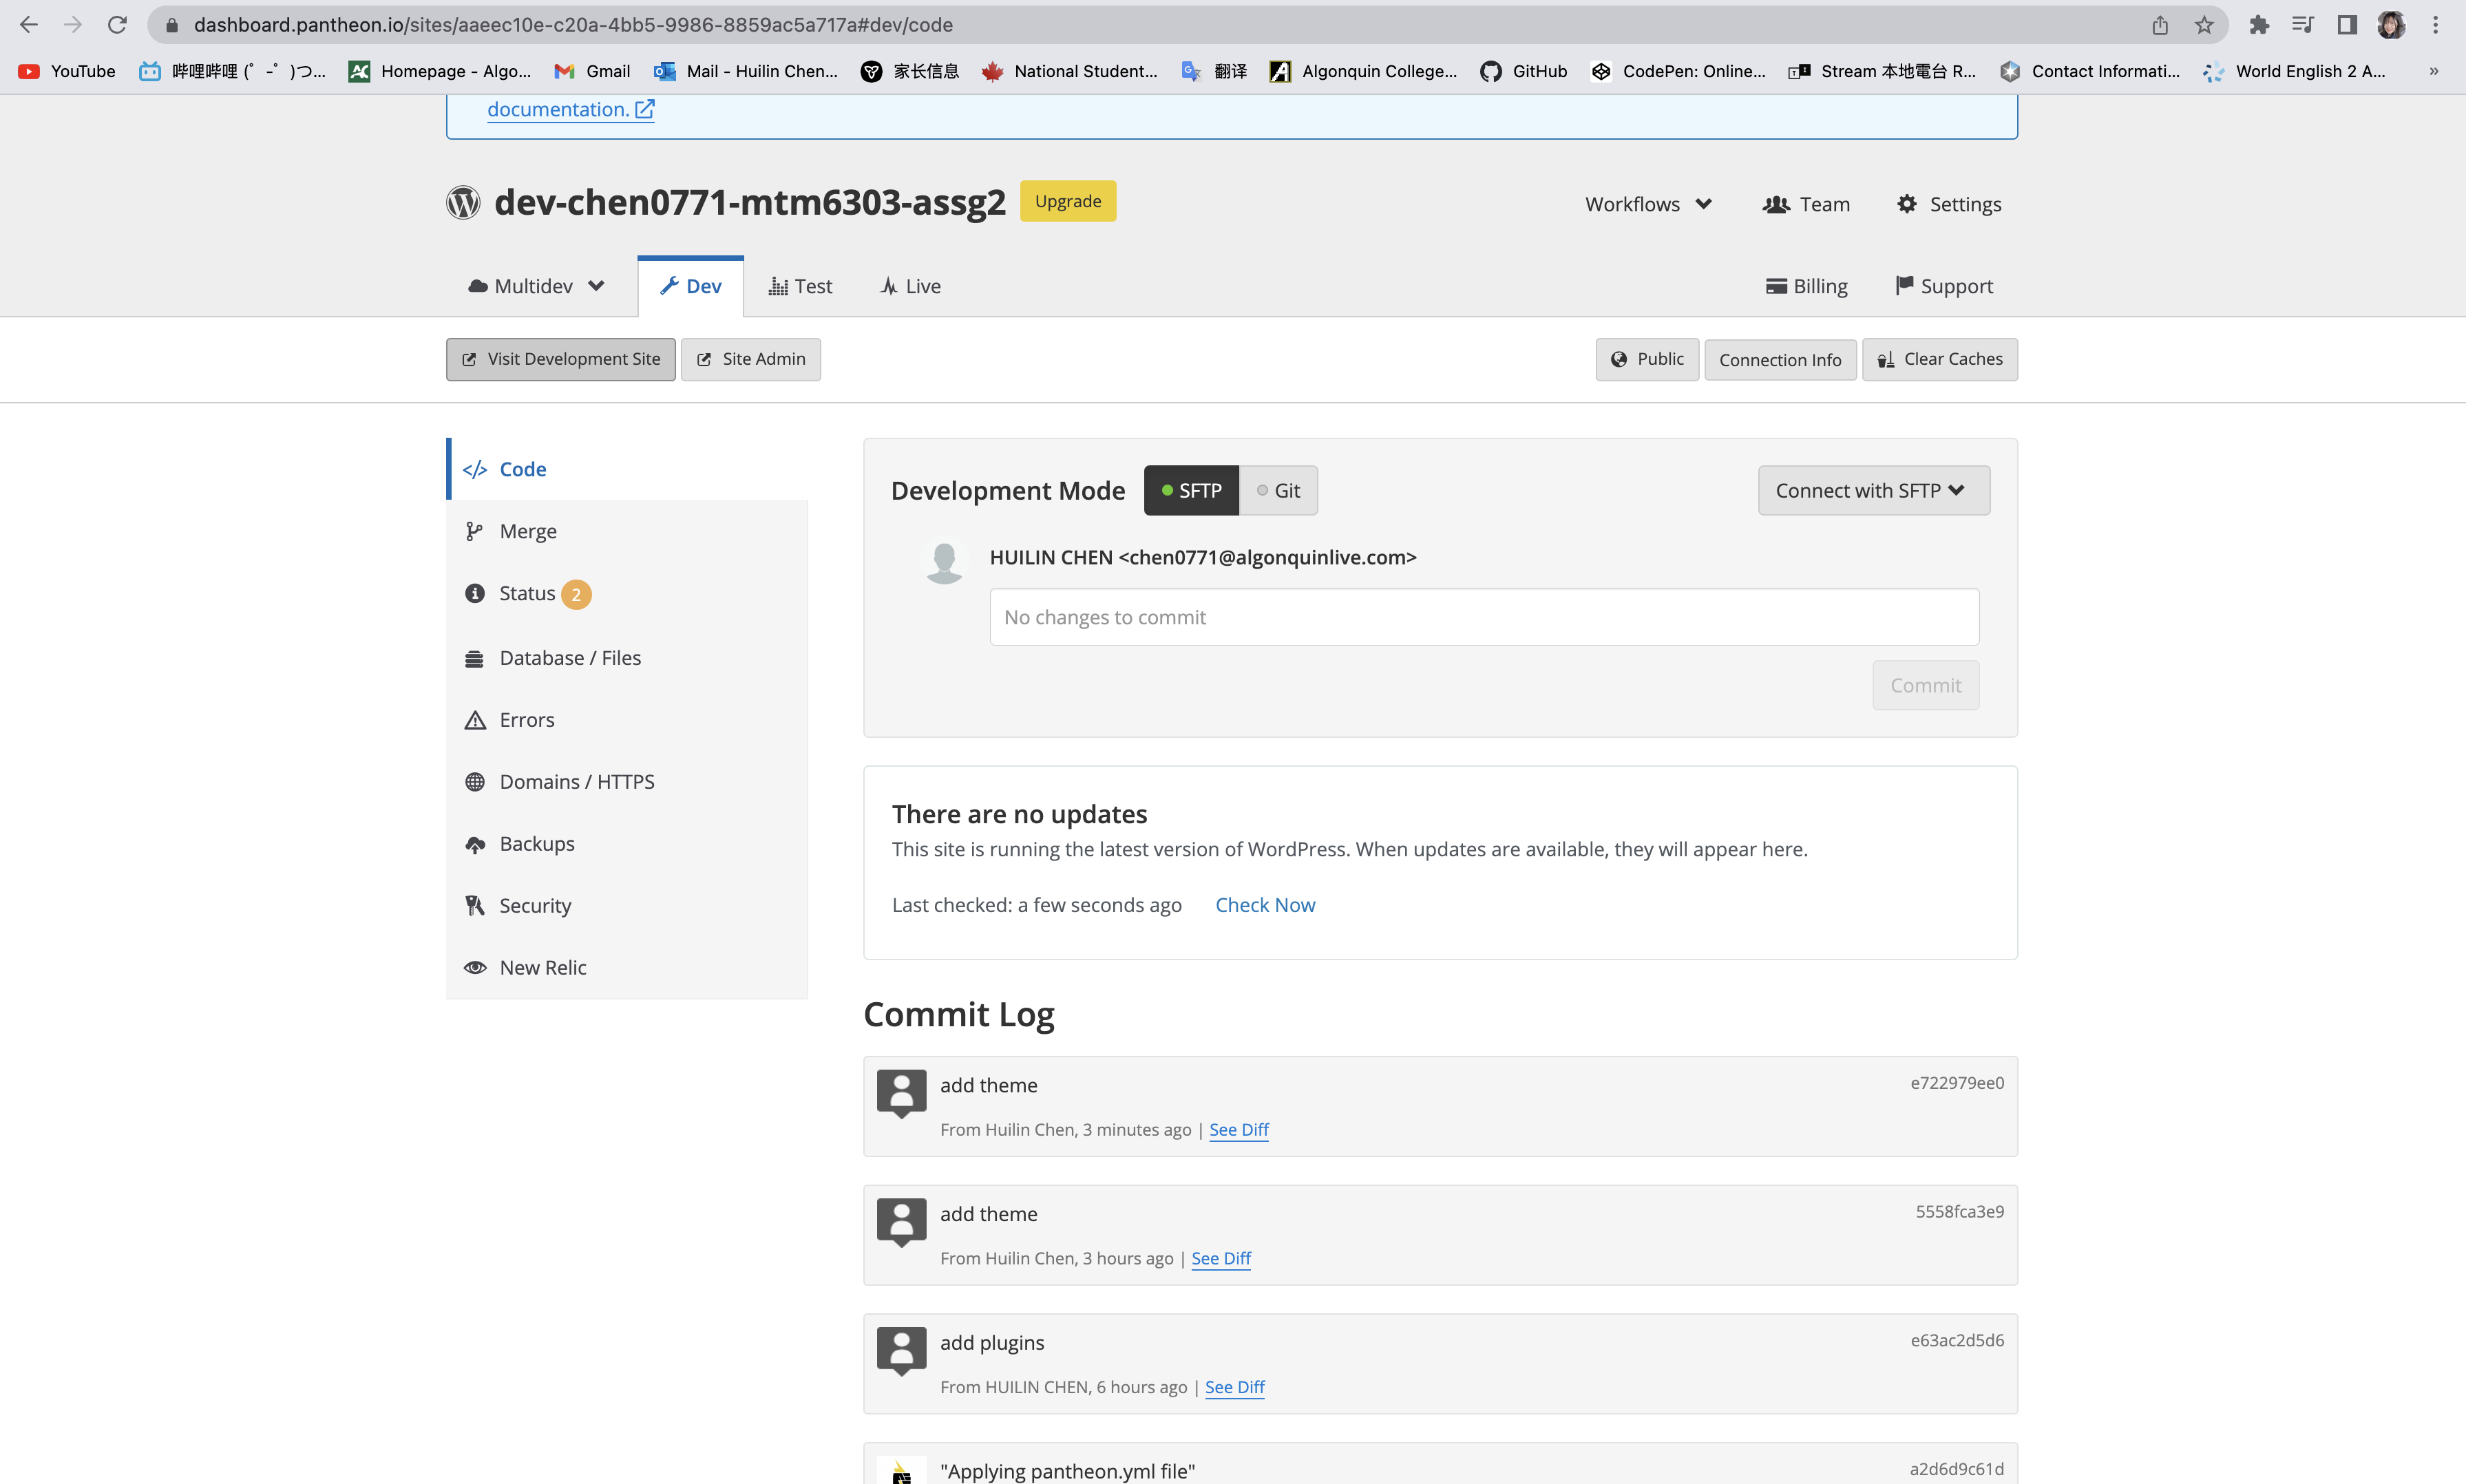 dashboard.pantheon.io/sites/aaeec10e-c20a-4bb5-9986-8859ac5a717a#dev/code
YouTube 哔哩哔哩 (゜-゜)つ... Homepage - Algo... Gmail Mail - Huilin Chen... 家长信息 National Student... 翻译 Algonquin College... GitHub CodePen: Online... Stream 本地電台 R... Contact Informati... World English 2 A... »
documentation.
dev-chen0771-mtm6303-assg2 Upgrade Workflows Team Settings
Multidev Dev Test Live Billing Support
Visit Development Site Site Admin Public Connection Info Clear Caches
</> Code
Merge
Status 2
Database / Files
Errors
Domains / HTTPS
Backups
Security
New Relic
Development Mode SFTP Git Connect with SFTP
HUILIN CHEN <chen0771@algonquinlive.com>
No changes to commit
Commit
There are no updates
This site is running the latest version of WordPress. When updates are available, they will appear here.
Last checked: a few seconds ago Check Now
Commit Log
add theme e722979ee0
From Huilin Chen, 3 minutes ago | See Diff
add theme 5558fca3e9
From Huilin Chen, 3 hours ago | See Diff
add plugins e63ac2d5d6
From HUILIN CHEN, 6 hours ago | See Diff
"Applying pantheon.yml file" a2d6d9c61d